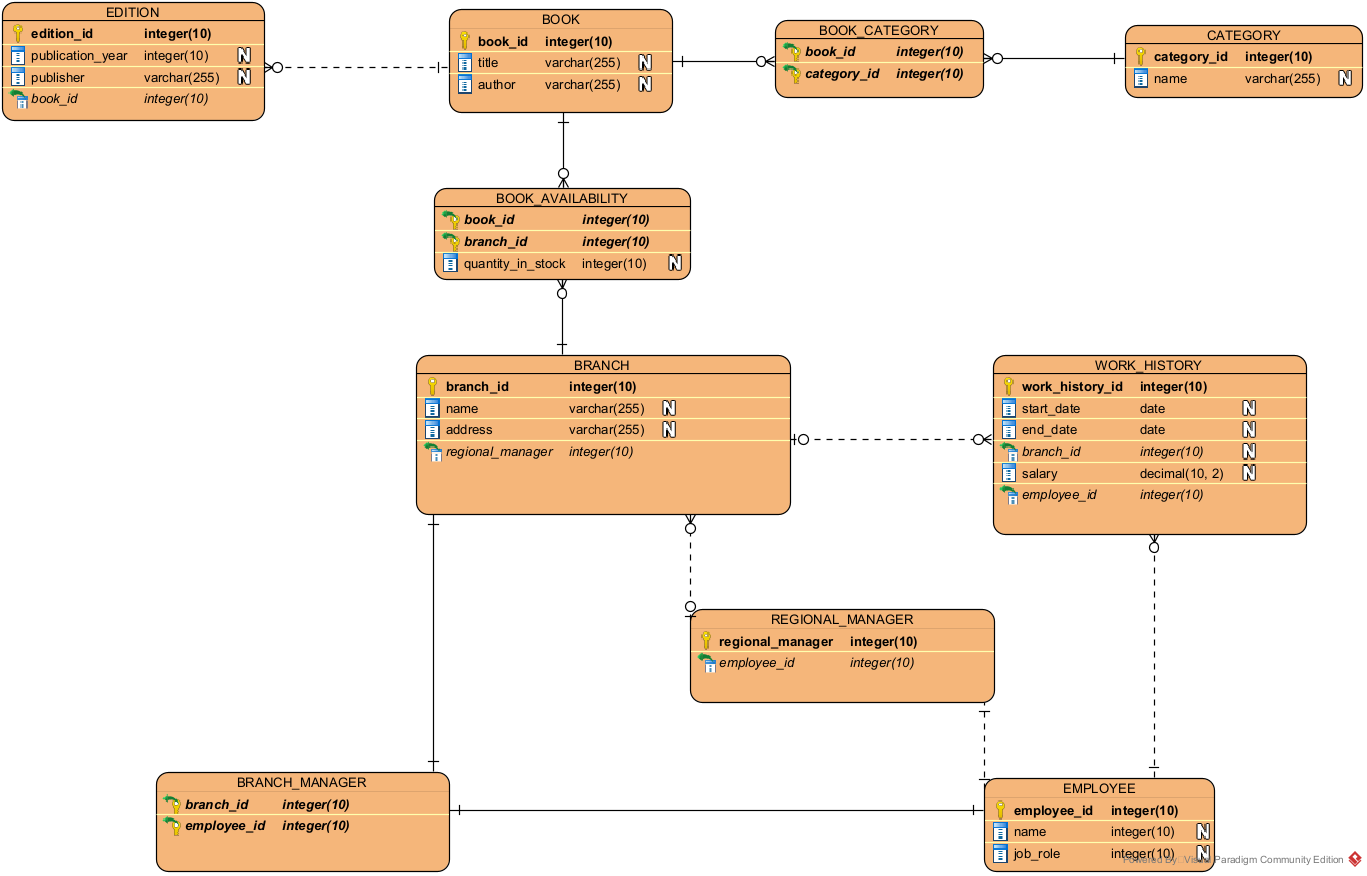 EDITION
edition_id integer(10)
publication_year integer(10) N
publisher varchar(255) N
book_id integer(10)
BOOK
book_id integer(10)
title varchar(255) N
author varchar(255) N
BOOK_CATEGORY
book_id integer(10)
category_id integer(10)
CATEGORY
category_id integer(10)
name varchar(255) N
BOOK_AVAILABILITY
book_id integer(10)
branch_id integer(10)
quantity_in_stock integer(10) N
BRANCH
branch_id integer(10)
name varchar(255) N
address varchar(255) N
regional_manager integer(10)
WORK_HISTORY
work_history_id integer(10)
start_date date N
end_date date N
branch_id integer(10) N
salary decimal(10, 2) N
employee_id integer(10)
REGIONAL_MANAGER
regional_manager integer(10)
employee_id integer(10)
BRANCH_MANAGER
branch_id integer(10)
employee_id integer(10)
EMPLOYEE
employee_id integer(10)
name integer(10) N
job_role integer(10) N
Powered By: Visual Paradigm Community Edition